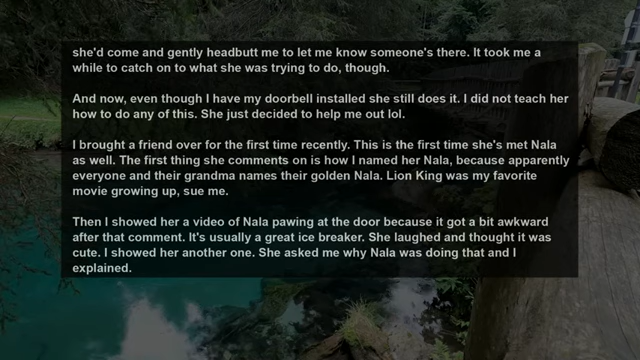 she'd come and gently headbutt me to let me know someone's there. It took me a
while to catch on to what she was trying to do, though.
And now, even though I have my doorbell installed she still does it. I did not teach her
how to do any of this. She just decided to help me out lol.
I brought a friend over for the first time recently. This is the first time she's met Nala
as well. The first thing she comments on is how I named her Nala, because apparently
everyone and their grandma names their golden Nala. Lion King was my favorite
movie growing up, sue me.
Then I showed her a video of Nala pawing at the door because it got a bit awkward
after that comment. It's usually a great ice breaker. She laughed and thought it was
cute. I showed her another one. She asked me why Nala was doing that and I
explained.